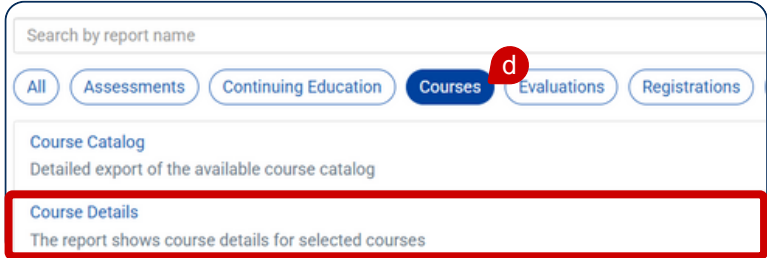 Search by report name
d
All Assessments Continuing Education Courses Evaluations Registrations
Course Catalog
Detailed export of the available course catalog
Course Details
The report shows course details for selected courses